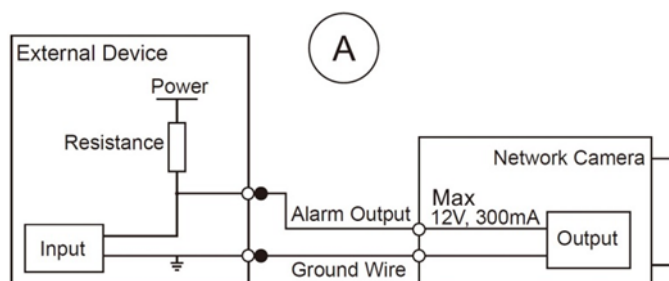 A
External Device
Power
Resistance
Network Camera
Max
12V, 300mA
Alarm Output
Input
Output
Ground Wire